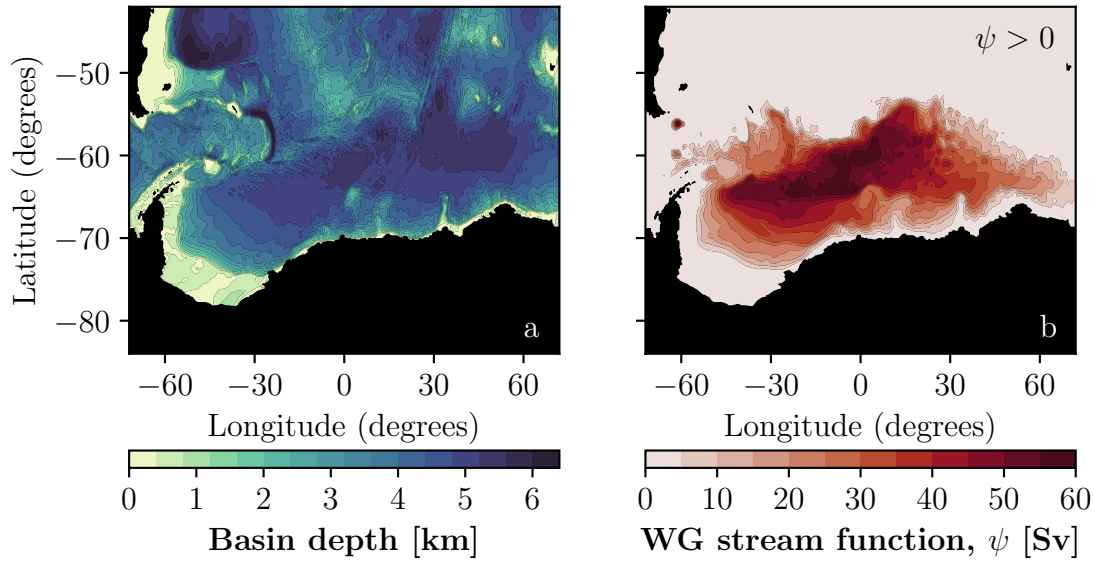 ψ > 0
−50
−60
−70
−80
Latitude (degrees)
a
b
−60 −30 0 30 60
−60 −30 0 30 60
Longitude (degrees)
Longitude (degrees)
0 1 2 3 4 5 6
0 10 20 30 40 50 60
Basin depth [km]
WG stream function, ψ [Sv]